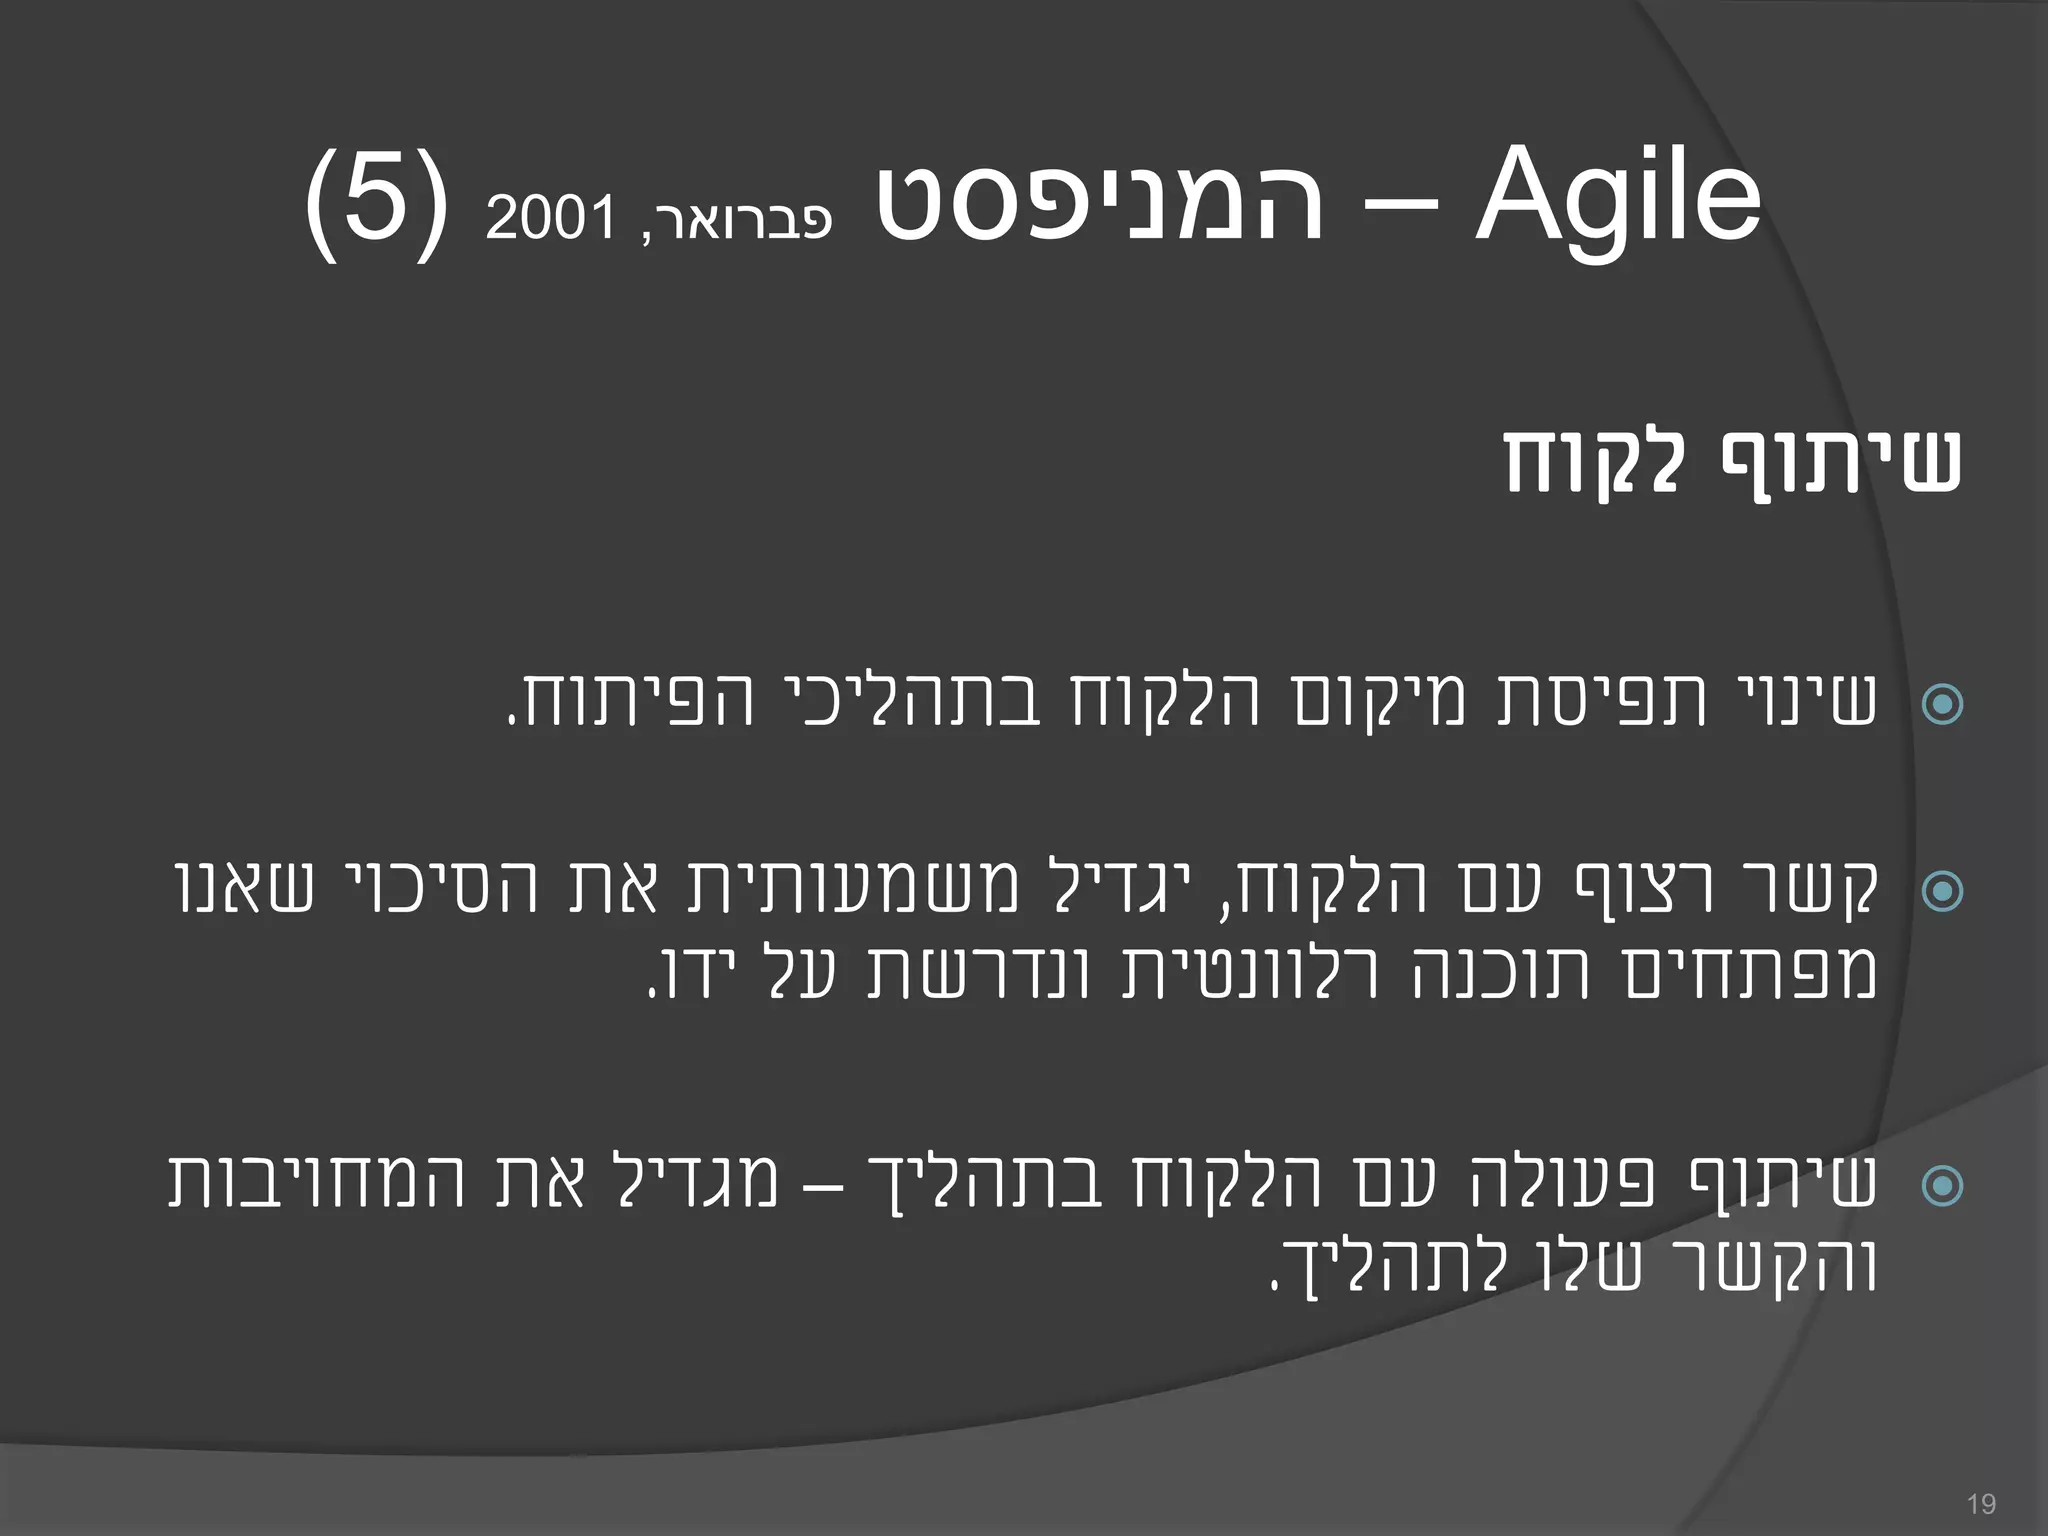 Agile – המניפסט פברואר, 2001 (5)
שיתוף לקוח
שינוי תפיסת מיקום הלקוח בתהליכי הפיתוח.
קשר רצוף עם הלקוח, יגדיל משמעותית את הסיכוי שאנו
מפתחים תוכנה רלוונטית ונדרשת על ידו.
שיתוף פעולה עם הלקוח בתהליך – מגדיל את המחויבות
והקשר שלו לתהליך.
19